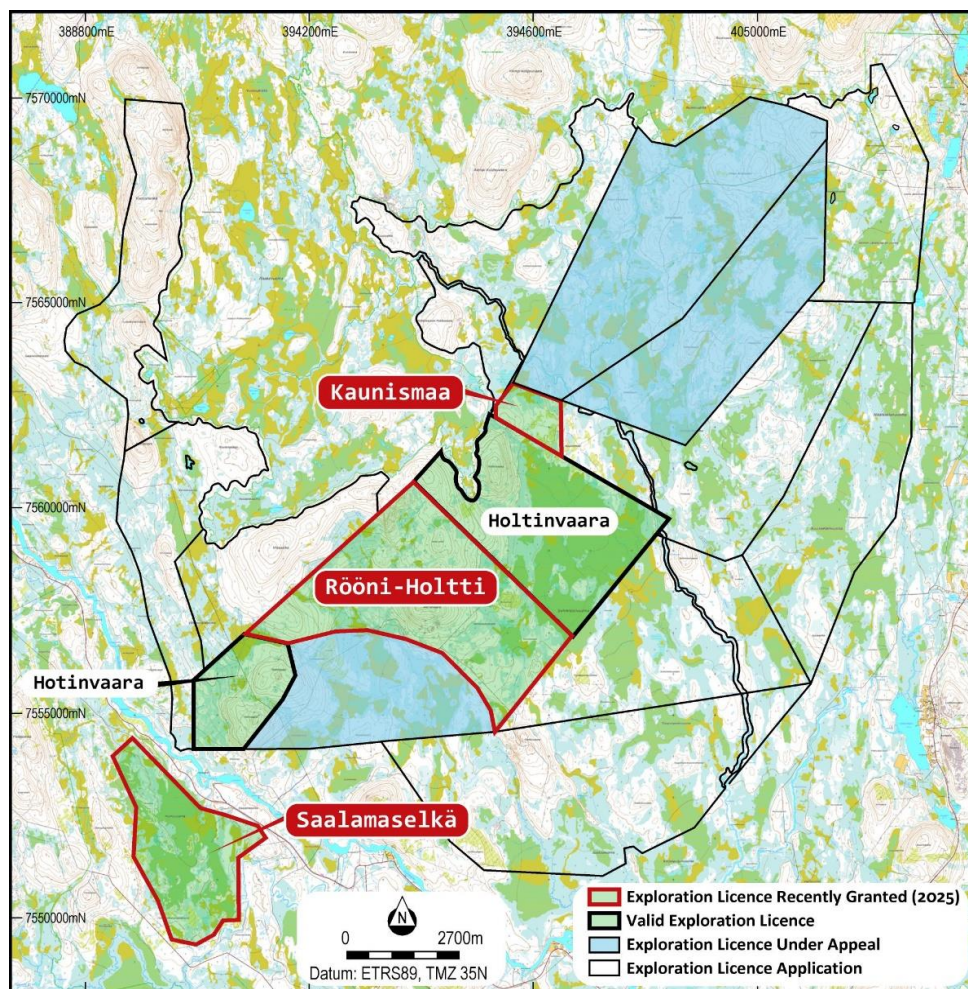 388800mE
394200mE
394600mE
405000mE
7570000mN
7565000mN
Kaunismaa
7560000mN
Holtinvaara
Rööni-Holtti
Hotinvaara
7555000mN
Saalamaselkä
7550000mN
N
0 2700m
Datum: ETRS89, TMZ 35N
Exploration Licence Recently Granted (2025)
Valid Exploration Licence
Exploration Licence Under Appeal
Exploration Licence Application